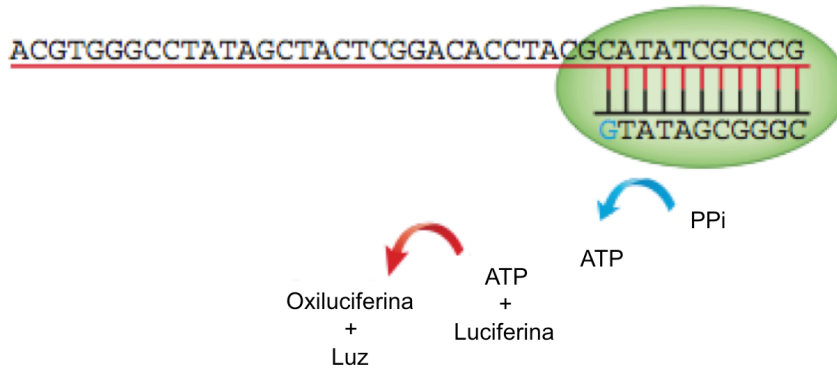 ACGTGGGCCTATAGCTACTCGGACACCTACGCATATCGCCCG
GTATAGCGGGC
PPi
ATP
ATP
+
Luciferina
Oxiluciferina
+
Luz